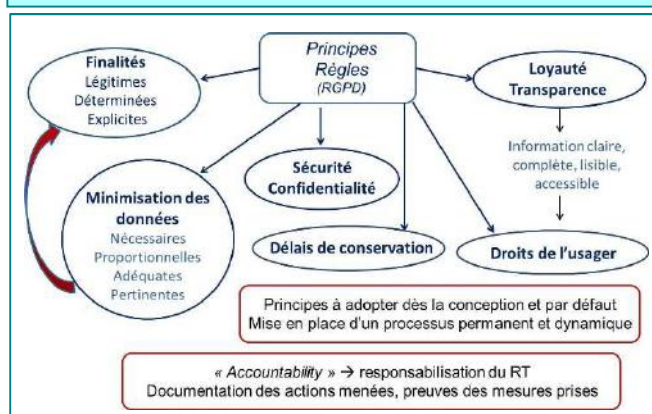 Principes
Règles
(RGPD)
Finalités
Légitimes
Déterminées
Explicites
Loyauté
Transparence
Information claire,
complète, lisible,
accessible
Sécurité
Confidentialité
Minimisation des
données
Nécessaires
Proportionnelles
Adéquates
Pertinentes
Délais de conservation
Droits de l'usager
Principes à adopter dès la conception et par défaut
Mise en place d'un processus permanent et dynamique
« Accountability » → responsabilisation du RT
Documentation des actions menées, preuves des mesures prises